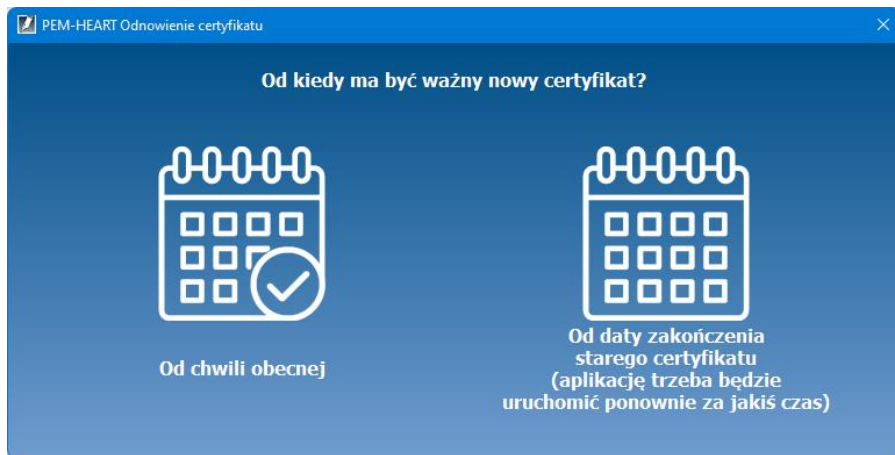 PEM-HEART Odnowienie certyfikatu
Od kiedy ma być ważny nowy certyfikat?
Od chwili obecnej
Od daty zakończenia
starego certyfikatu
(aplikację trzeba będzie
uruchomić ponownie za jakiś czas)